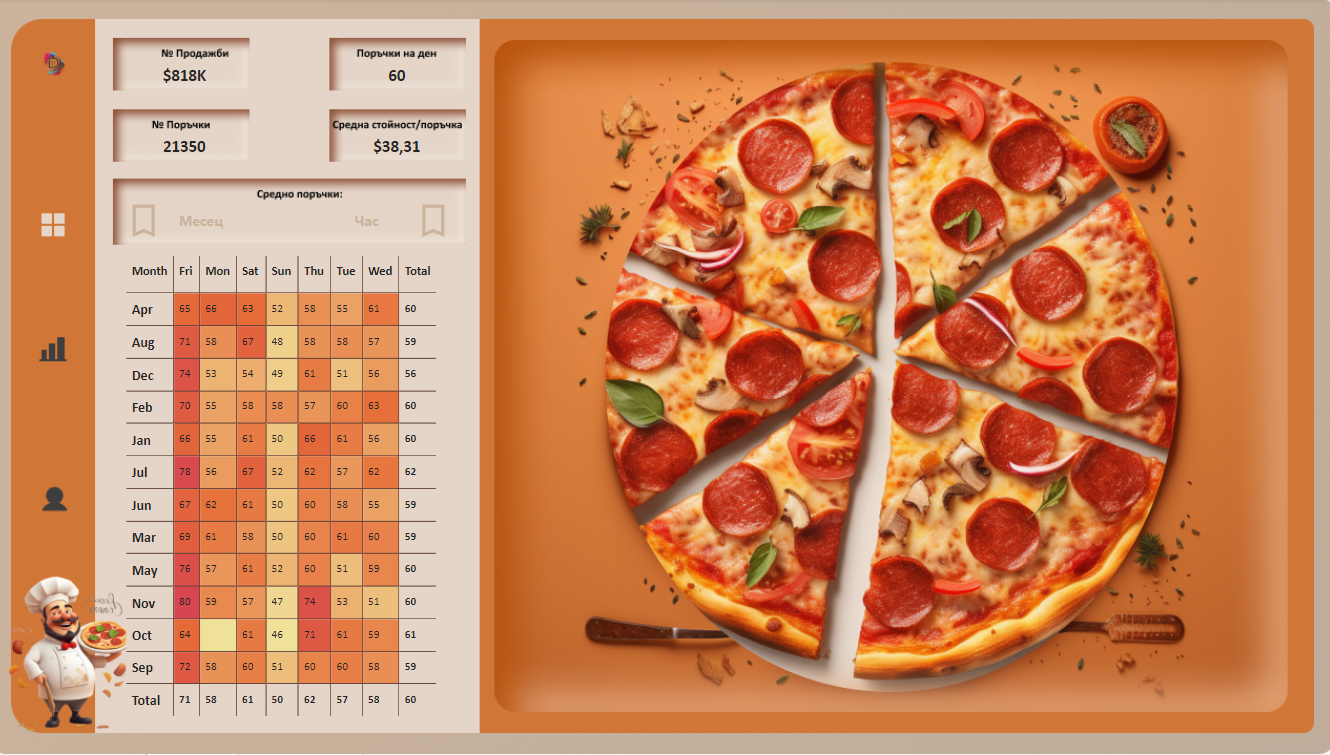 № Продажби
$818K
Поръчки на ден
60
№ Поръчки
21350
Средна стойност/поръчка
$38,31
Средно поръчки:
Месец
Час
Month Fri Mon Sat Sun Thu Tue Wed Total
Apr 65 66 63 52 58 55 61 60
Aug 71 58 67 48 58 58 57 59
Dec 74 53 54 49 61 51 56 56
Feb 70 55 58 58 57 60 63 60
Jan 66 55 61 50 66 61 56 60
Jul 78 56 67 52 62 57 62 62
Jun 67 62 61 50 60 58 55 59
Mar 69 61 58 50 60 61 60 59
May 76 57 61 52 60 51 59 60
Nov 80 59 57 47 74 53 51 60
Oct 64 61 46 71 61 59 61
Sep 72 58 60 51 60 60 58 59
Total 71 58 61 50 62 57 58 60